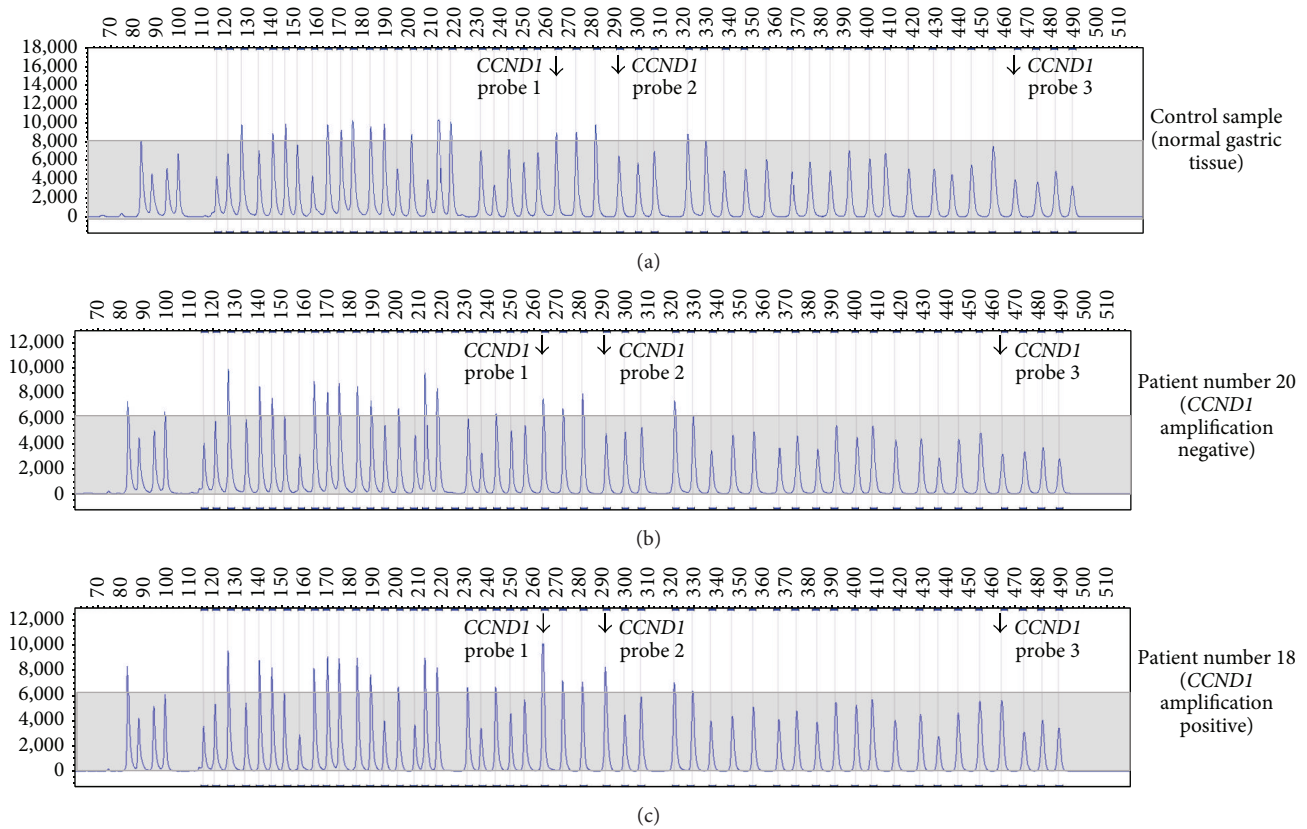 70 80 90 100 110 120 130 140 150 160 170 180 190 200 210 220 230 240 250 260 270 280 290 300 310 320 330 340 350 360 370 380 390 400 410 420 430 440 450 460 470 480 490 500 510
18,000
16,000
14,000
12,000
10,000
8,000
6,000
4,000
2,000
0
CCND1
probe 1
CCND1
probe 2
CCND1
probe 3
Control sample
(normal gastric
tissue)
(a)
70 80 90 100 110 120 130 140 150 160 170 180 190 200 210 220 230 240 250 260 270 280 290 300 310 320 330 340 350 360 370 380 390 400 410 420 430 440 450 460 470 480 490 500 510
12,000
10,000
8,000
6,000
4,000
2,000
0
CCND1
probe 1
CCND1
probe 2
CCND1
probe 3
Patient number 20
(CCND1
amplification
negative)
(b)
70 80 90 100 110 120 130 140 150 160 170 180 190 200 210 220 230 240 250 260 270 280 290 300 310 320 330 340 350 360 370 380 390 400 410 420 430 440 450 460 470 480 490 500 510
12,000
10,000
8,000
6,000
4,000
2,000
0
CCND1
probe 1
CCND1
probe 2
CCND1
probe 3
Patient number 18
(CCND1
amplification
positive)
(c)